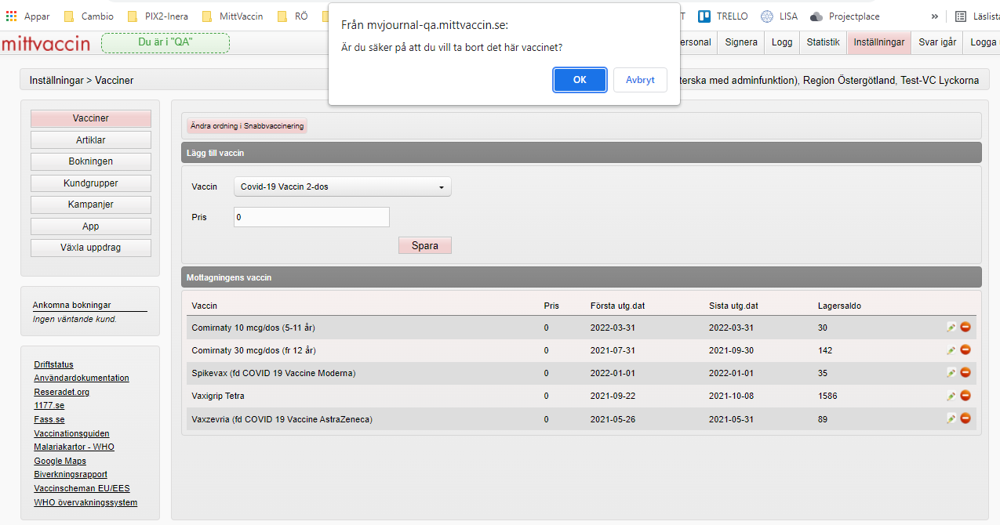 Appar
Cambio
PIX2-Inera
MittVaccin
RÖ
T
TRELLO
LISA
Projectplace
»
Läslista
mittvaccin
Du är i "QA"
ersonal
Signera
Logg
Statistik
Inställningar
Svar igår
Logga
Från mvjournal-qa.mittvaccin.se:
Är du säker på att du vill ta bort det här vaccinet?
OK
Avbryt
Inställningar > Vacciner
terska med adminfunktion), Region Östergötland, Test-VC Lyckorna
Vacciner
Artiklar
Bokningen
Kundgrupper
Kampanjer
App
Växla uppdrag
Ankomna bokningar
Ingen väntande kund.
Driftstatus
Användardokumentation
Reseradet.org
1177.se
Fass.se
Vaccinationsguiden
Malariakartor - WHO
Google Maps
Biverkningsrapport
Vaccinscheman EU/EES
WHO övervakningssystem
Ändra ordning i Snabbvaccinering
Lägg till vaccin
Vaccin Covid-19 Vaccin 2-dos
Pris 0
Spara
Mottagningens vaccin
Vaccin Pris Första utg.dat Sista utg.dat Lagersaldo
Comirnaty 10 mcg/dos (5-11 år) 0 2022-03-31 2022-03-31 30
Comirnaty 30 mcg/dos (fr 12 år) 0 2021-07-31 2021-09-30 142
Spikevax (fd COVID 19 Vaccine Moderna) 0 2022-01-01 2022-01-01 35
Vaxigrip Tetra 0 2021-09-22 2021-10-08 1586
Vaxzevria (fd COVID 19 Vaccine AstraZeneca) 0 2021-05-26 2021-05-31 89